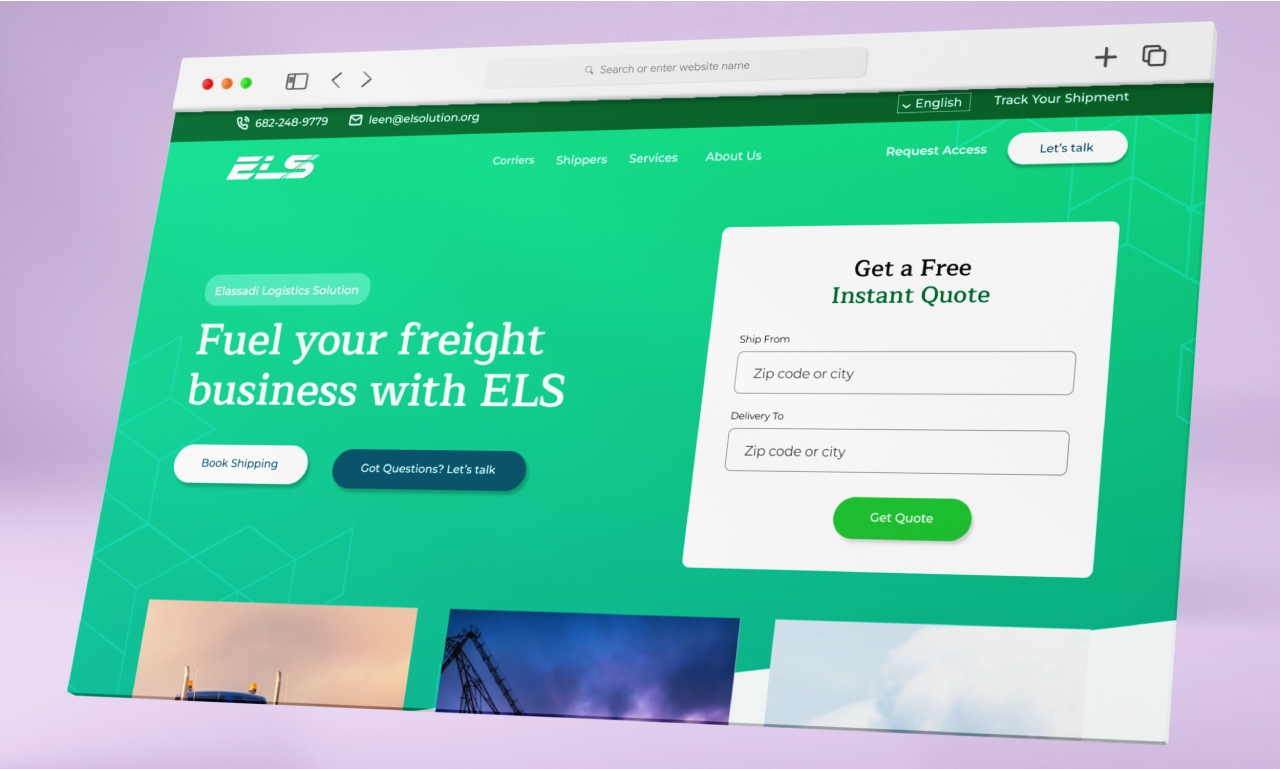 Search or enter website name
682-248-9779
leen@elsolution.org
English
Track Your Shipment
ELS
Corriers
Shippers
Services
About Us
Request Access
Let's talk
Elassadi Logistics Solution
Fuel your freight
business with ELS
Book Shipping
Got Questions? Let's talk
Get a Free
Instant Quote
Ship From
Zip code or city
Delivery To
Zip code or city
Get Quote